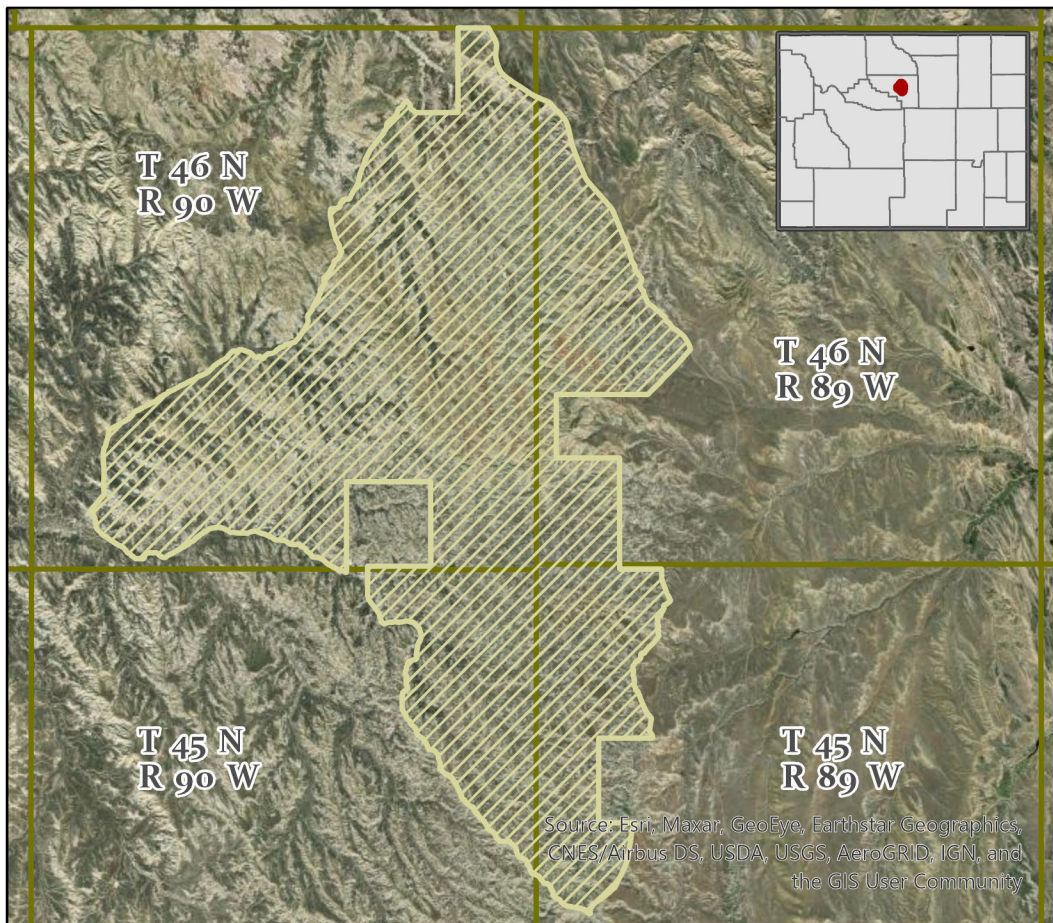 T 46 N
R 90 W
T 46 N
R 89 W
T 45 N
R 90 W
T 45 N
R 89 W
Source: Esri, Maxar, GeoEye, Earthstar Geographics,
CNES/Airbus DS, USDA, USGS, AeroGRID, IGN, and
the GIS User Community